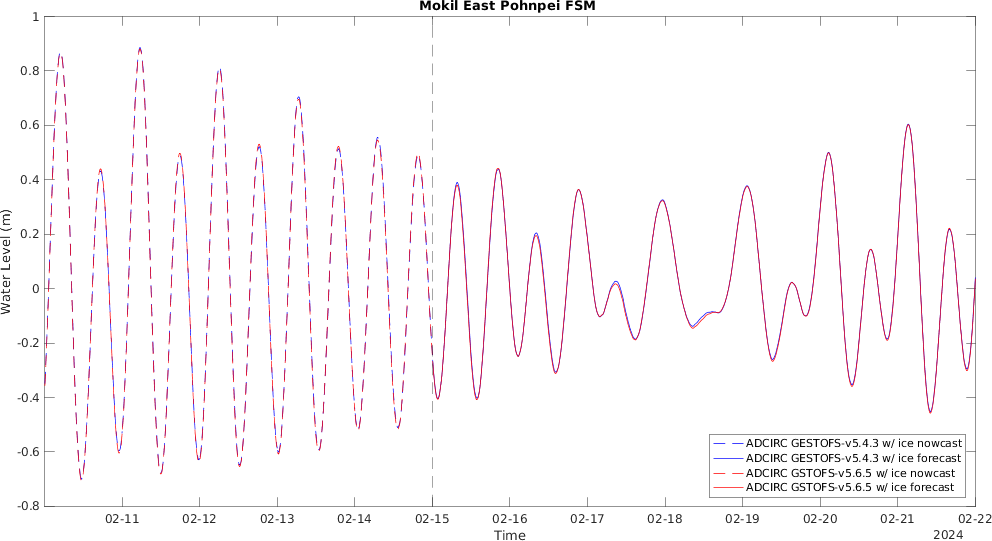 Mokil East Pohnpei FSM
1
0.8
0.6
0.4
0.2
0
-0.2
-0.4
-0.6
-0.8
Water Level (m)
ADCIRC GESTOFS-v5.4.3 w/ ice nowcast
ADCIRC GESTOFS-v5.4.3 w/ ice forecast
ADCIRC GSTOFS-v5.6.5 w/ ice nowcast
ADCIRC GSTOFS-v5.6.5 w/ ice forecast
02-11 02-12 02-13 02-14 02-15 02-16 02-17 02-18 02-19 02-20 02-21 02-22
Time
2024